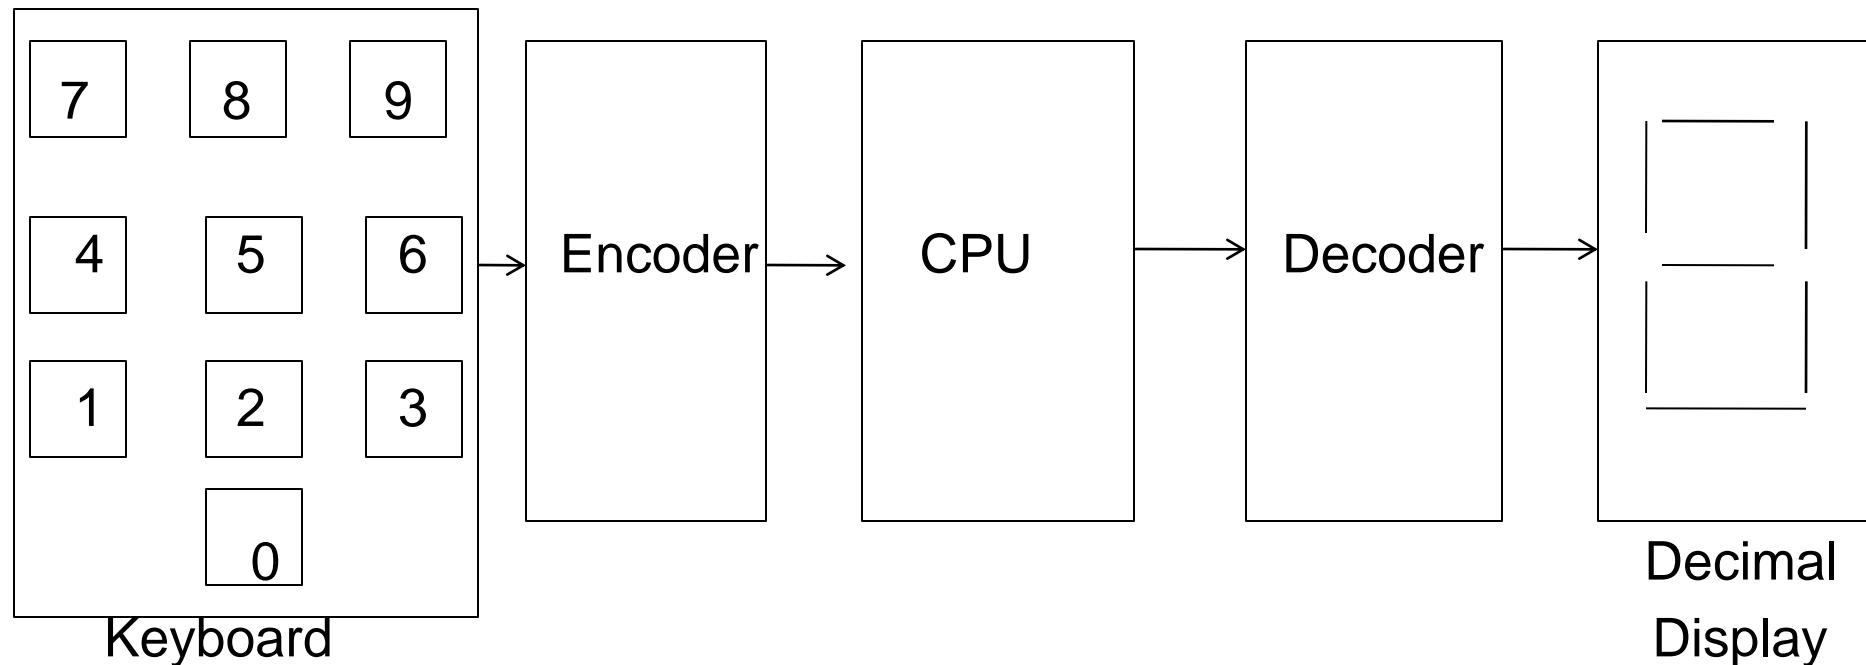 7 8 9
4 5 6 Encoder CPU Decoder
1 2 3
0
Keyboard
Decimal
Display